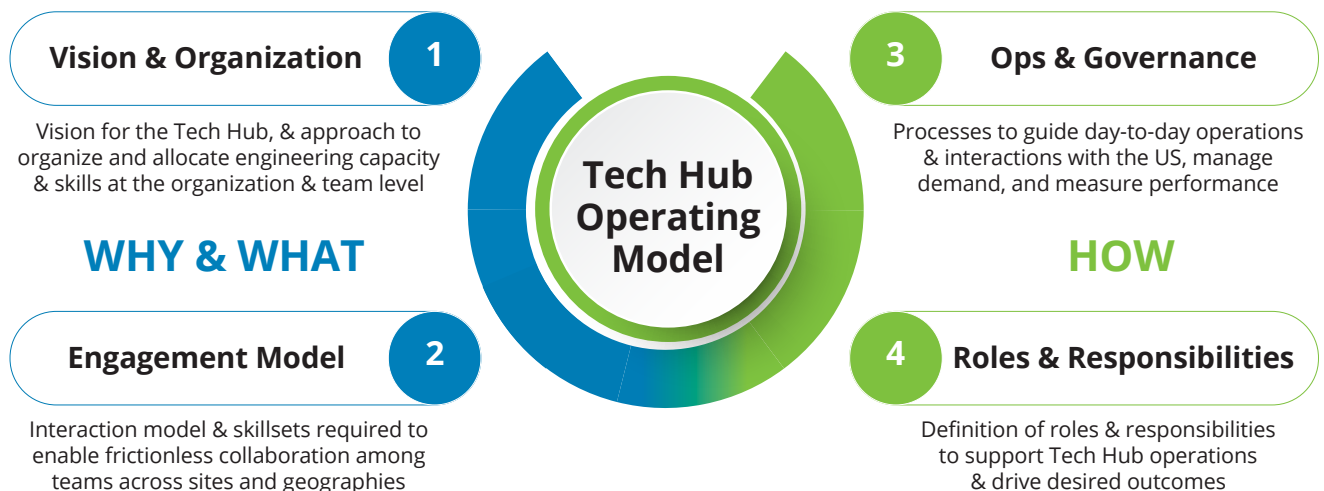 Vision & Organization
1
Vision for the Tech Hub, & approach to
organize and allocate engineering capacity
& skills at the organization & team level
WHY & WHAT
Engagement Model
2
Interaction model & skillsets required to
enable frictionless collaboration among
teams across sites and geographies
Tech Hub
Operating
Model
3
Ops & Governance
Processes to guide day-to-day operations
& interactions with the US, manage
demand, and measure performance
HOW
4
Roles & Responsibilities
Definition of roles & responsibilities
to support Tech Hub operations
& drive desired outcomes